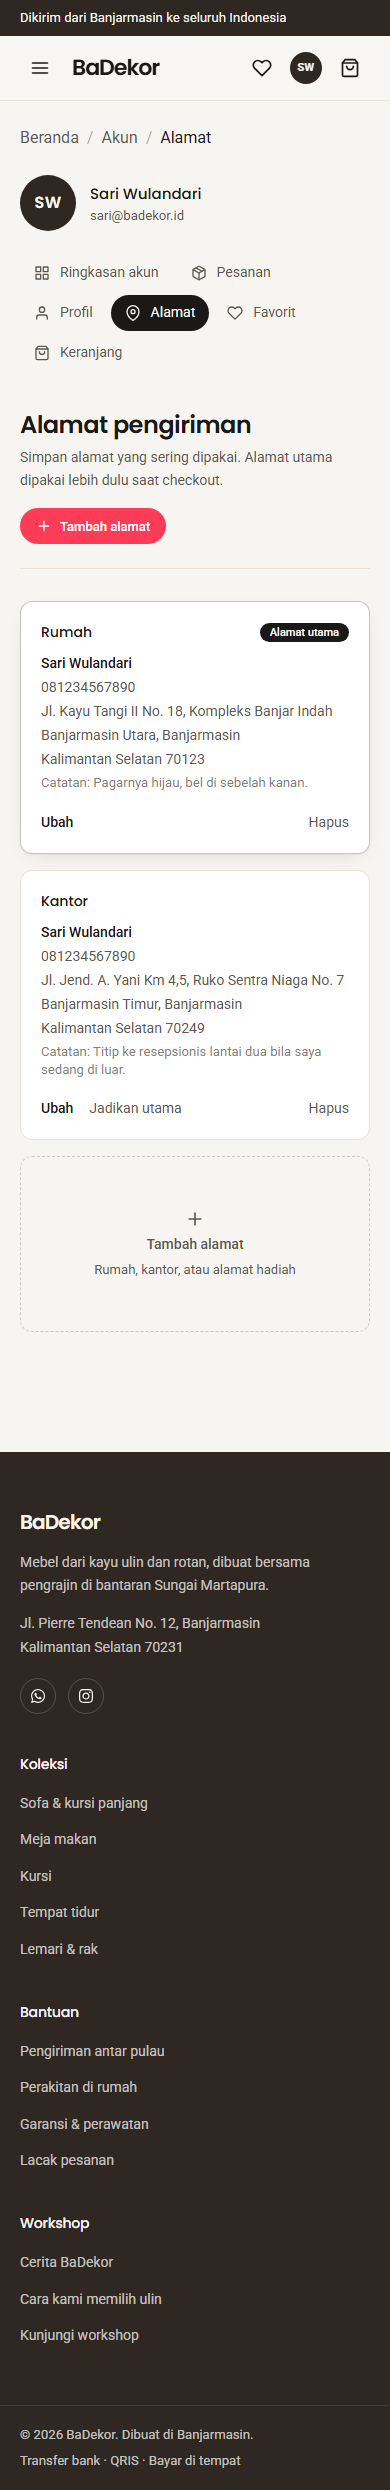 Dikirim dari Banjarmasin ke seluruh Indonesia
BaDekor
SW
Beranda / Akun / Alamat
SW
Sari Wulandari
sari@badekor.id
Ringkasan akun
Pesanan
Profil
Alamat
Favorit
Keranjang
Alamat pengiriman
Simpan alamat yang sering dipakai. Alamat utama
dipakai lebih dulu saat checkout.
Tambah alamat
Rumah
Alamat utama
Sari Wulandari
081234567890
Jl. Kayu Tangi II No. 18, Kompleks Banjar Indah
Banjarmasin Utara, Banjarmasin
Kalimantan Selatan 70123
Catatan: Pagarnya hijau, bel di sebelah kanan.
Ubah
Hapus
Kantor
Sari Wulandari
081234567890
Jl. Jend. A. Yani Km 4,5, Ruko Sentra Niaga No. 7
Banjarmasin Timur, Banjarmasin
Kalimantan Selatan 70249
Catatan: Titip ke resepsionis lantai dua bila saya
sedang di luar.
Ubah
Jadikan utama
Hapus
Tambah alamat
Rumah, kantor, atau alamat hadiah
BaDekor
Mebel dari kayu ulin dan rotan, dibuat bersama
pengrajin di bantaran Sungai Martapura.
Jl. Pierre Tendean No. 12, Banjarmasin
Kalimantan Selatan 70231
Koleksi
Sofa & kursi panjang
Meja makan
Kursi
Tempat tidur
Lemari & rak
Bantuan
Pengiriman antar pulau
Perakitan di rumah
Garansi & perawatan
Lacak pesanan
Workshop
Cerita BaDekor
Cara kami memilih ulin
Kunjungi workshop
© 2026 BaDekor. Dibuat di Banjarmasin.
Transfer bank · QRIS · Bayar di tempat